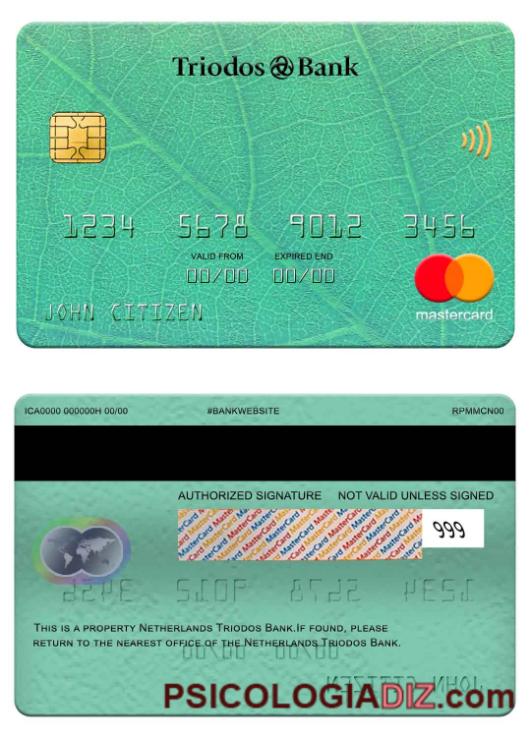 Triodos Bank
1234 5678 9012 3456
VALID FROM EXPIRED END
00/00 00/00
JOHN CITIZEN
mastercard
ICA0000 000000H 00/00 #BANKWEBSITE RPMMCN00
AUTHORIZED SIGNATURE NOT VALID UNLESS SIGNED
MasterCard
999
THIS IS A PROPERTY NETHERLANDS TRIODOS BANK.IF FOUND, PLEASE
RETURN TO THE NEAREST OFFICE OF THE NETHERLANDS TRIODOS BANK.
PSICOLOGIADIZ.com